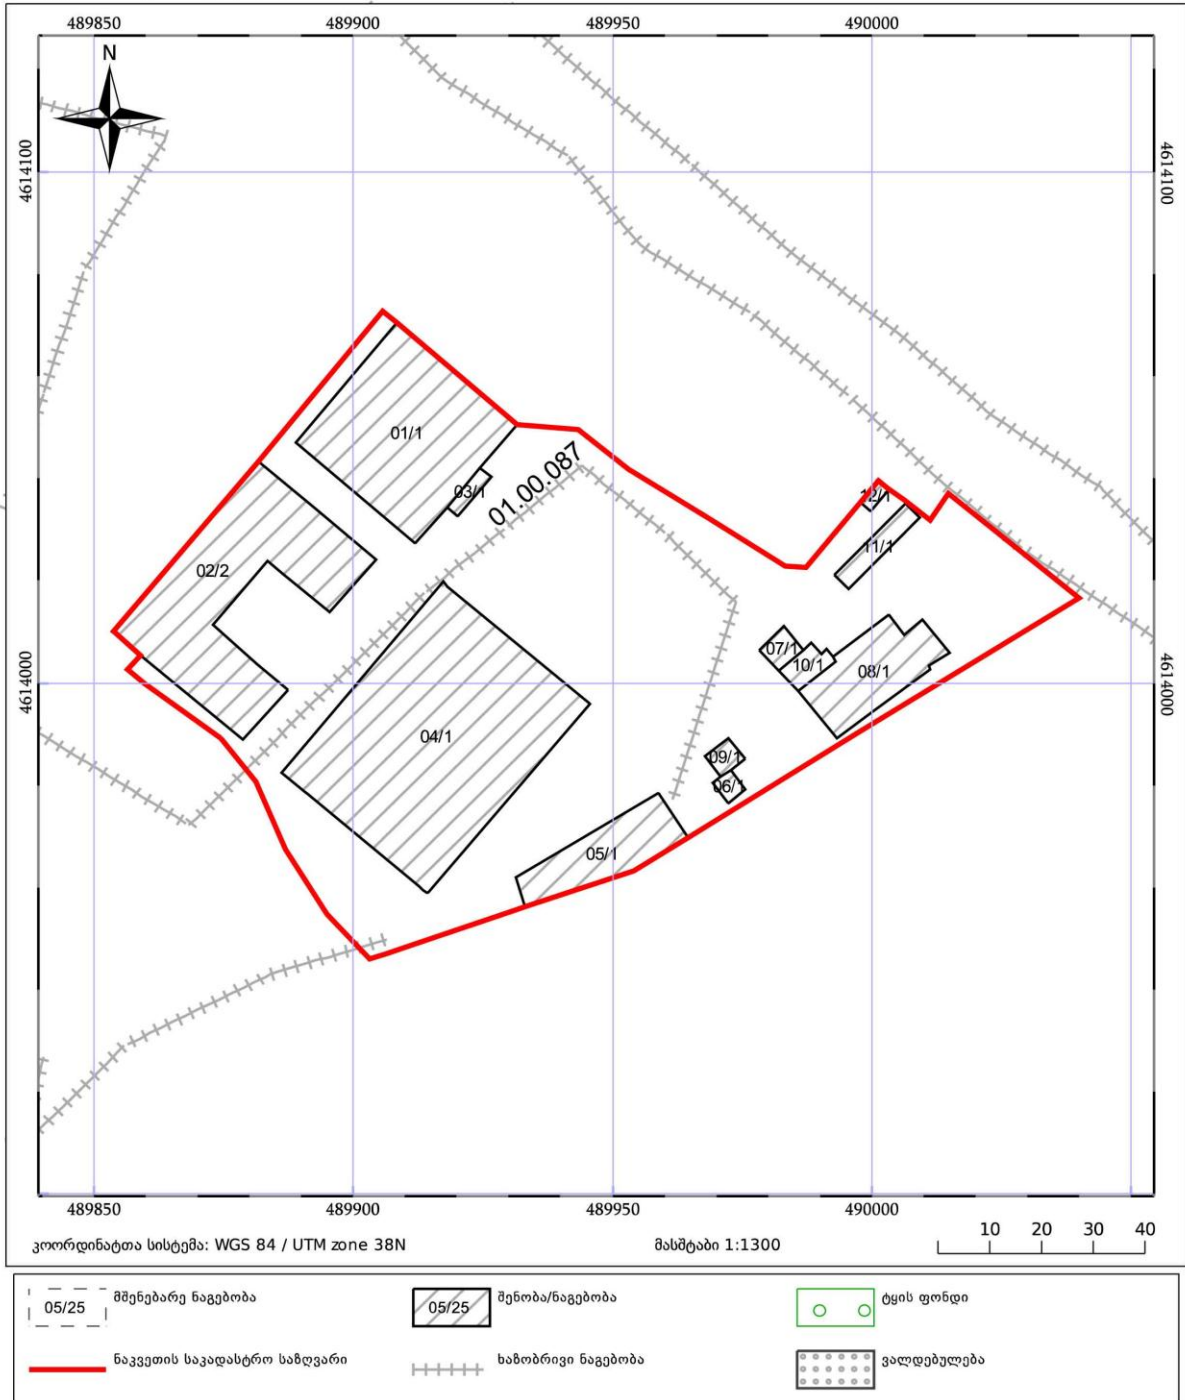 489850 489900 489950 490000
N
4614100 4614100
01/1
01.00.087
03/1
12/1
11/1
02/2
07/1
10/1
08/1
4614000 4614000
04/1
09/1
06/1
05/1
489850 489900 489950 490000
კოორდინატთა სისტემა: WGS 84 / UTM zone 38N მასშტაბი 1:1300 10 20 30 40
05/25 მშენებარე ნაგებობა 05/25 შენობა/ნაგებობა ტყის ფონდი
ნაკვეთის საკადასტრო საზღვარი ხაზობრივი ნაგებობა ვალდებულება